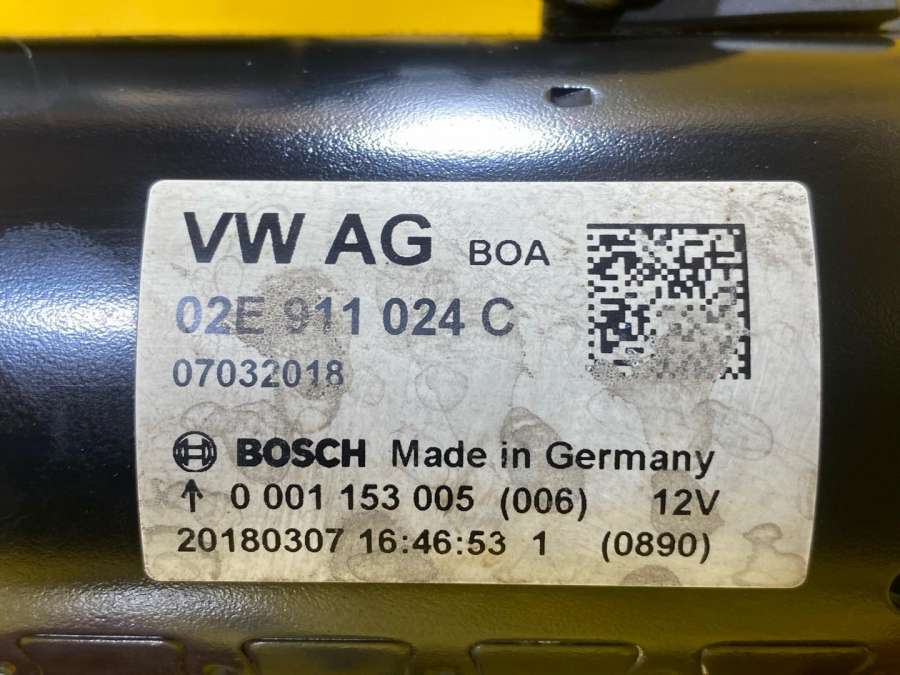 VW AG BOA
02E 911 024 C
07032018
BOSCH Made in Germany
↑ 0 001 153 005 (006) 12V
20180307 16:46:53 1 (0890)